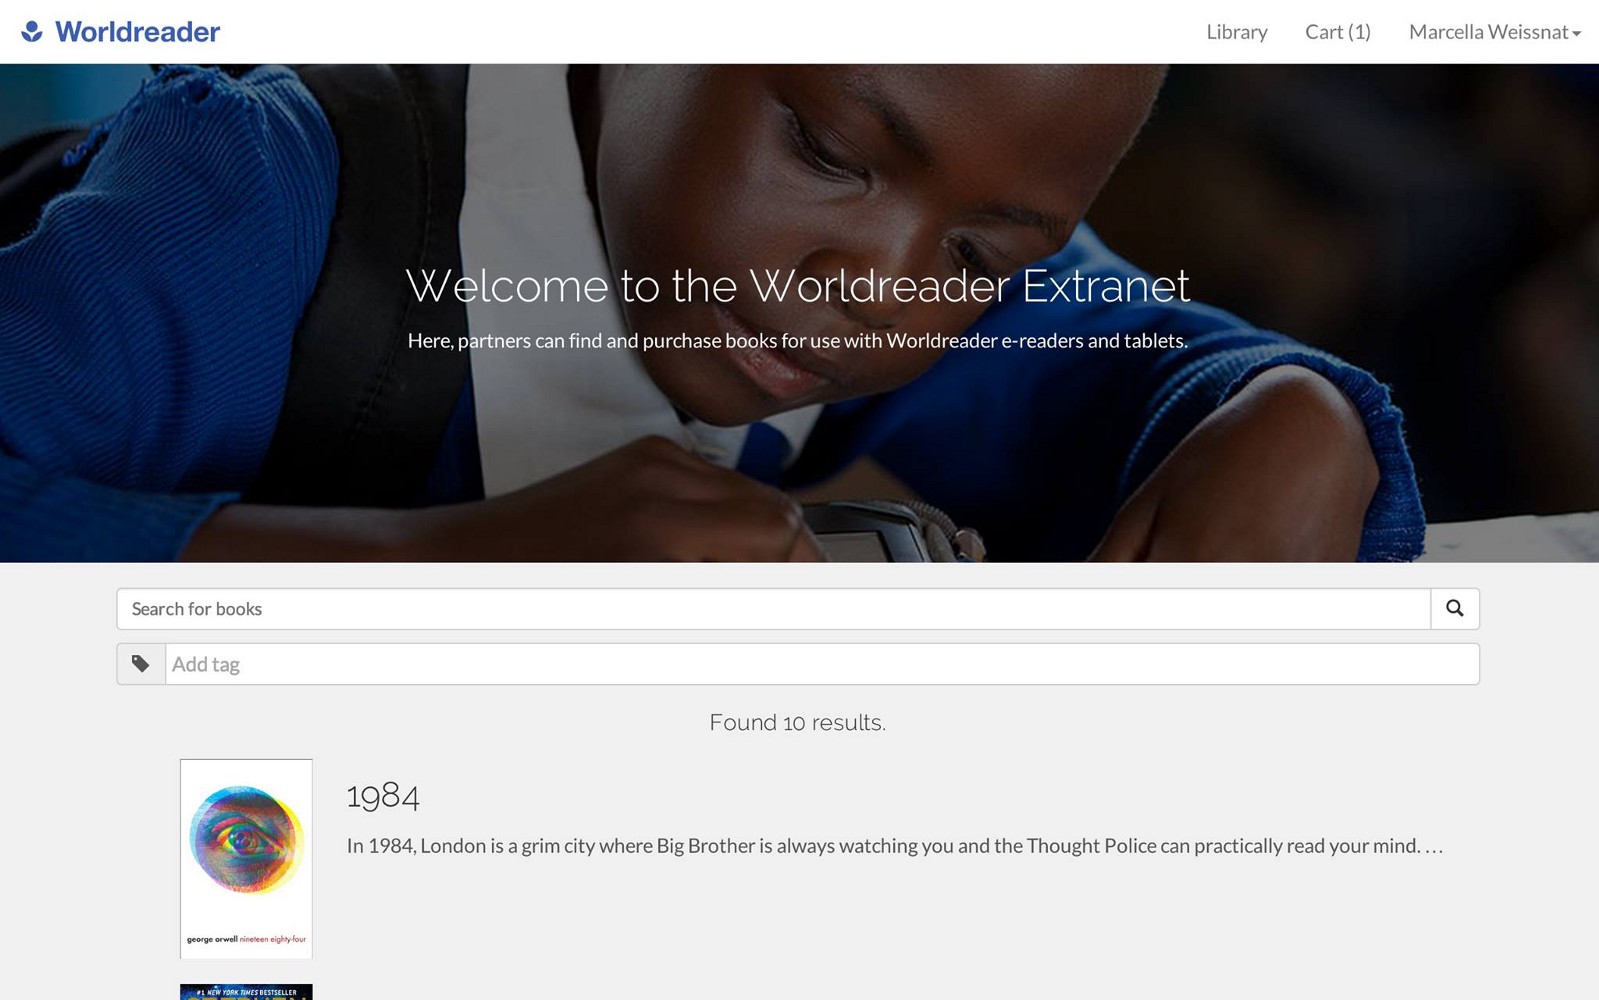 Worldreader
Library
Cart (1)
Marcella Weissnat
Welcome to the Worldreader Extranet
Here, partners can find and purchase books for use with Worldreader e-readers and tablets.
Search for books
Add tag
Found 10 results.
1984
In 1984, London is a grim city where Big Brother is always watching you and the Thought Police can practically read your mind. …
george orwell nineteen eighty-four
#1 NEW YORK TIMES BESTSELLER